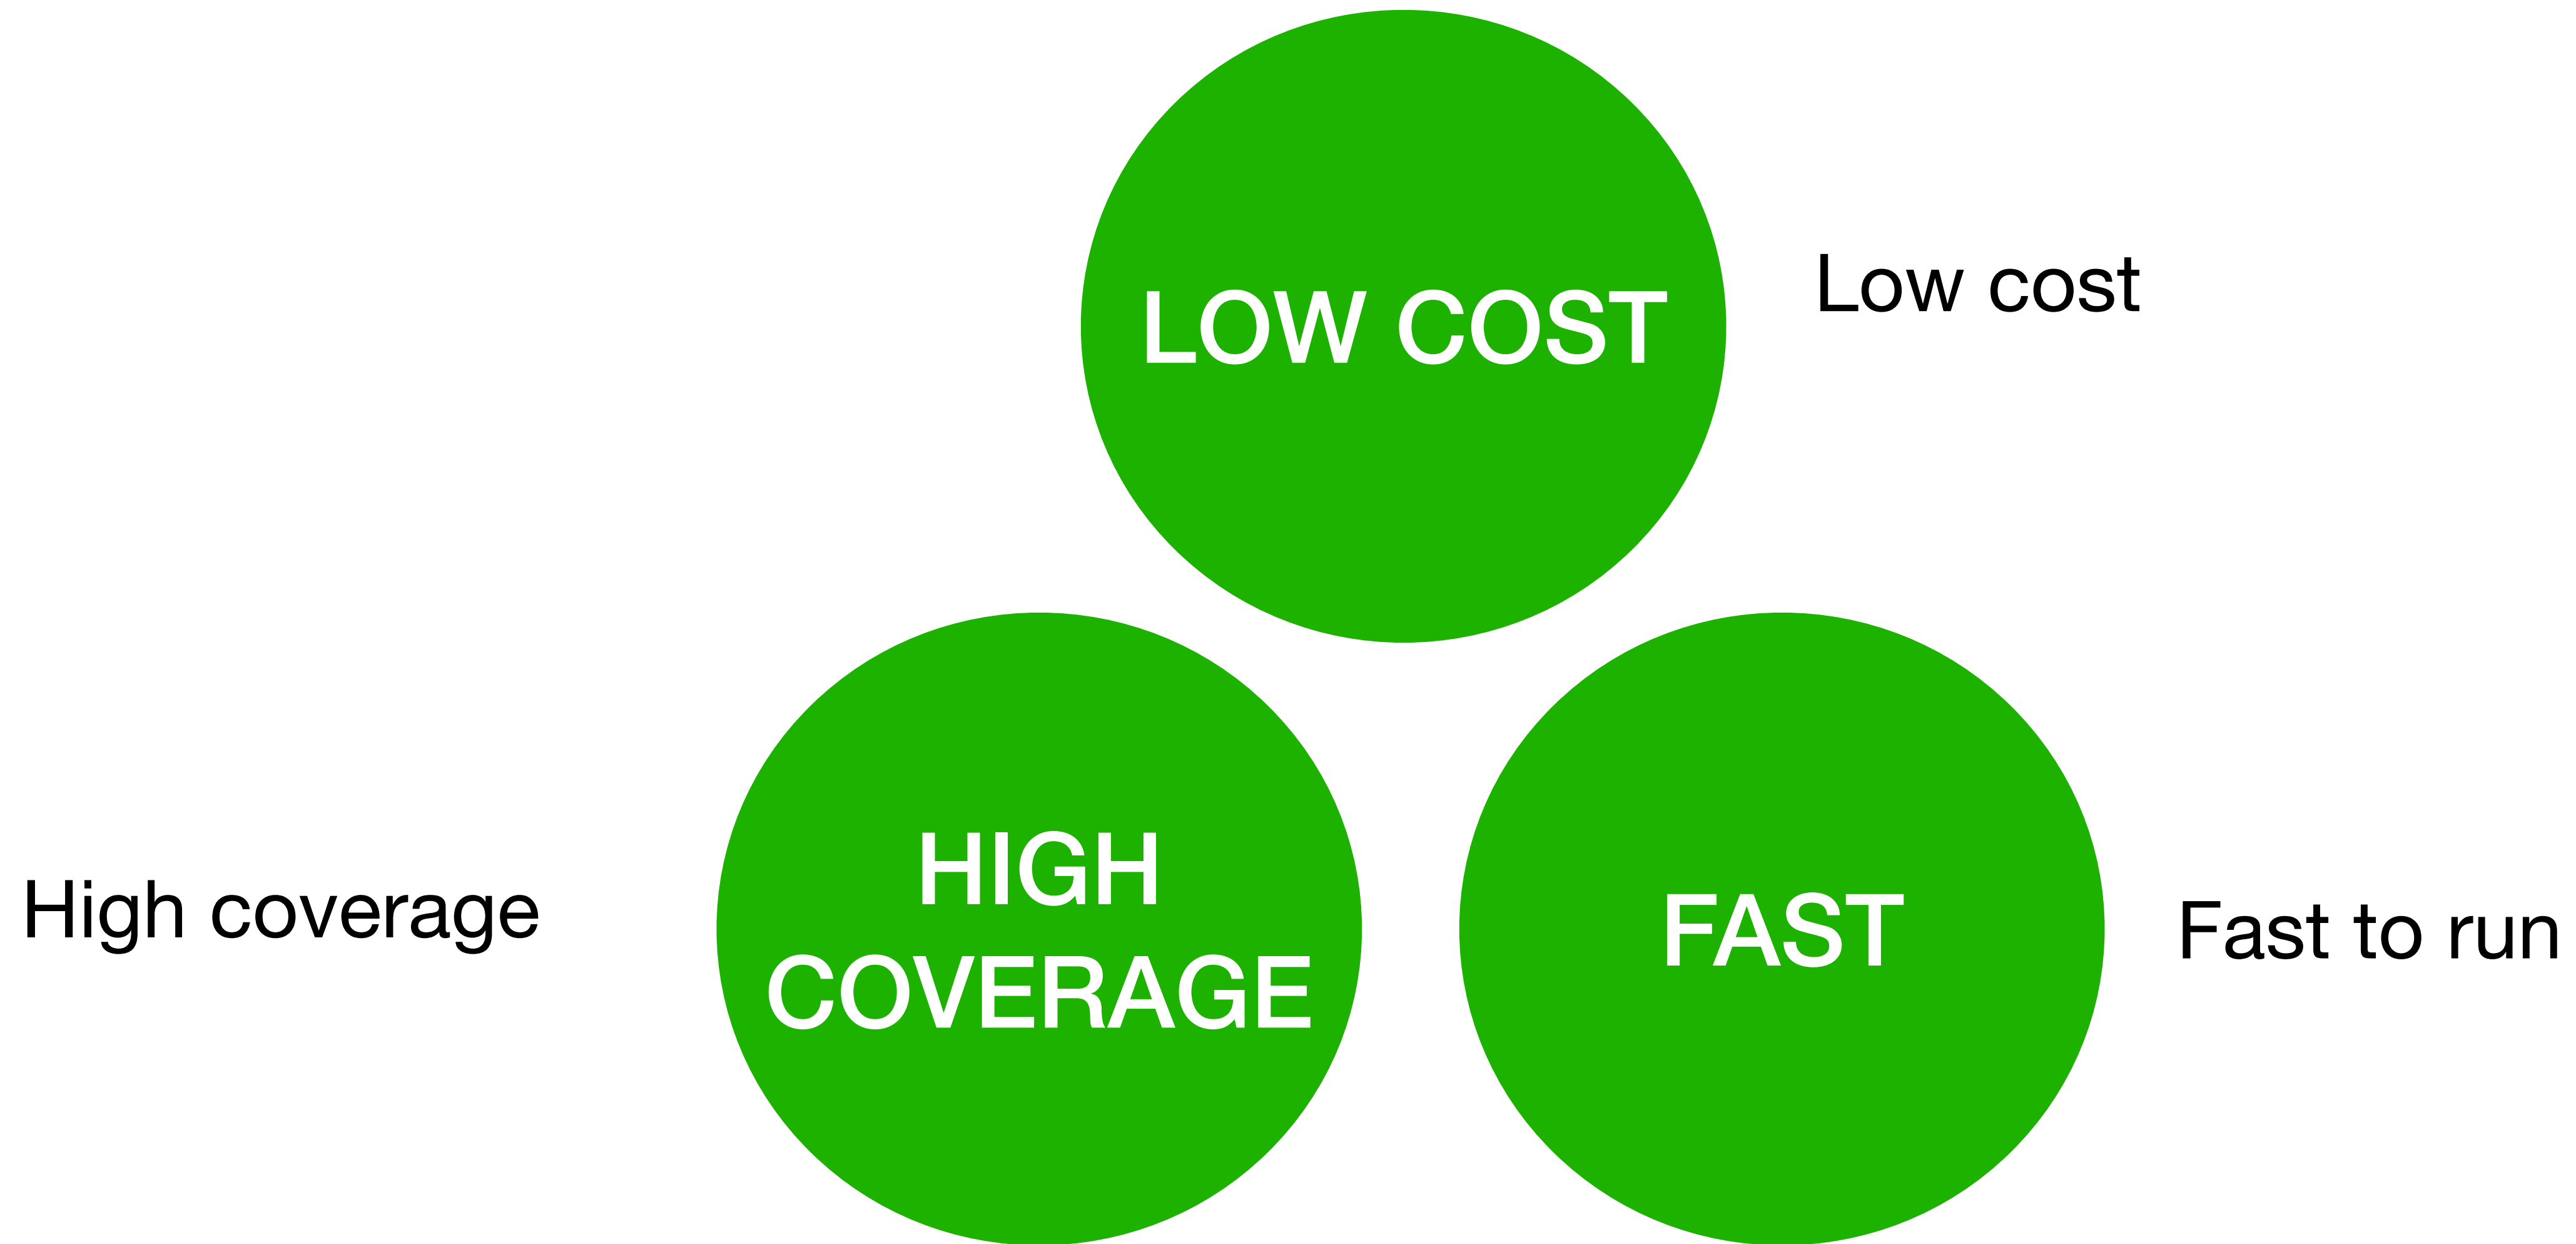 LOW COST
Low cost
HIGH
COVERAGE
High coverage
FAST
Fast to run